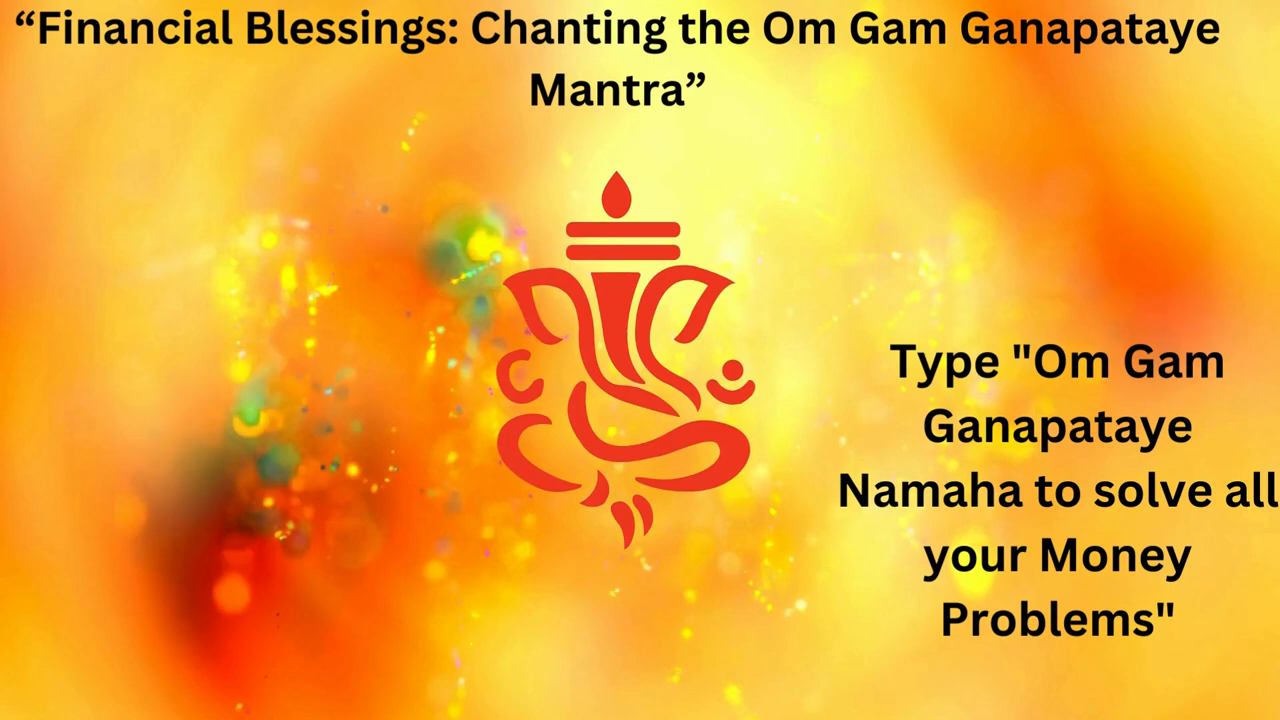 “Financial Blessings: Chanting the Om Gam Ganapataye
Mantra”
Type "Om Gam
Ganapataye
Namaha to solve all
your Money
Problems"